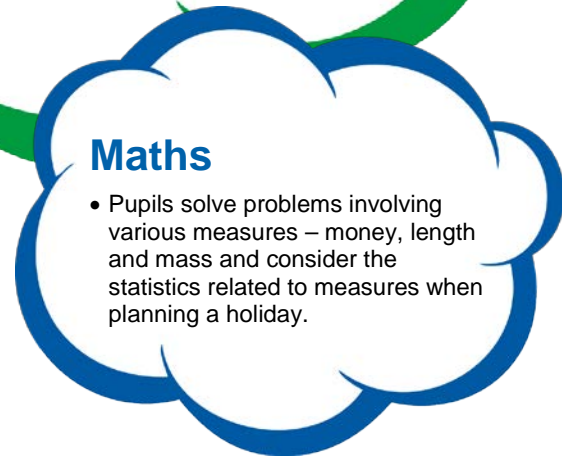 Maths
• Pupils solve problems involving
various measures – money, length
and mass and consider the
statistics related to measures when
planning a holiday.